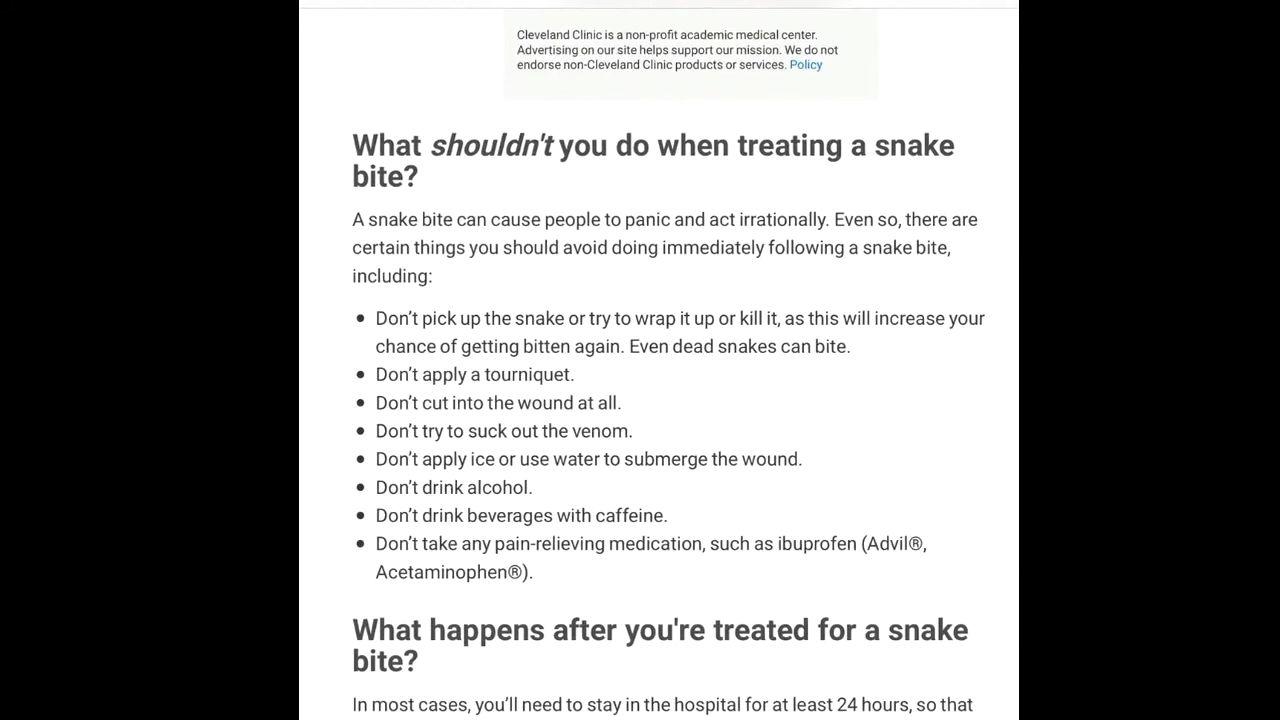 Cleveland Clinic is a non-profit academic medical center.
Advertising on our site helps support our mission. We do not
endorse non-Cleveland Clinic products or services. Policy
What shouldn't you do when treating a snake
bite?
A snake bite can cause people to panic and act irrationally. Even so, there are
certain things you should avoid doing immediately following a snake bite,
including:
• Don’t pick up the snake or try to wrap it up or kill it, as this will increase your
chance of getting bitten again. Even dead snakes can bite.
• Don’t apply a tourniquet.
• Don’t cut into the wound at all.
• Don’t try to suck out the venom.
• Don’t apply ice or use water to submerge the wound.
• Don’t drink alcohol.
• Don’t drink beverages with caffeine.
• Don’t take any pain-relieving medication, such as ibuprofen (Advil®,
Acetaminophen®).
What happens after you're treated for a snake
bite?
In most cases, you’ll need to stay in the hospital for at least 24 hours, so that